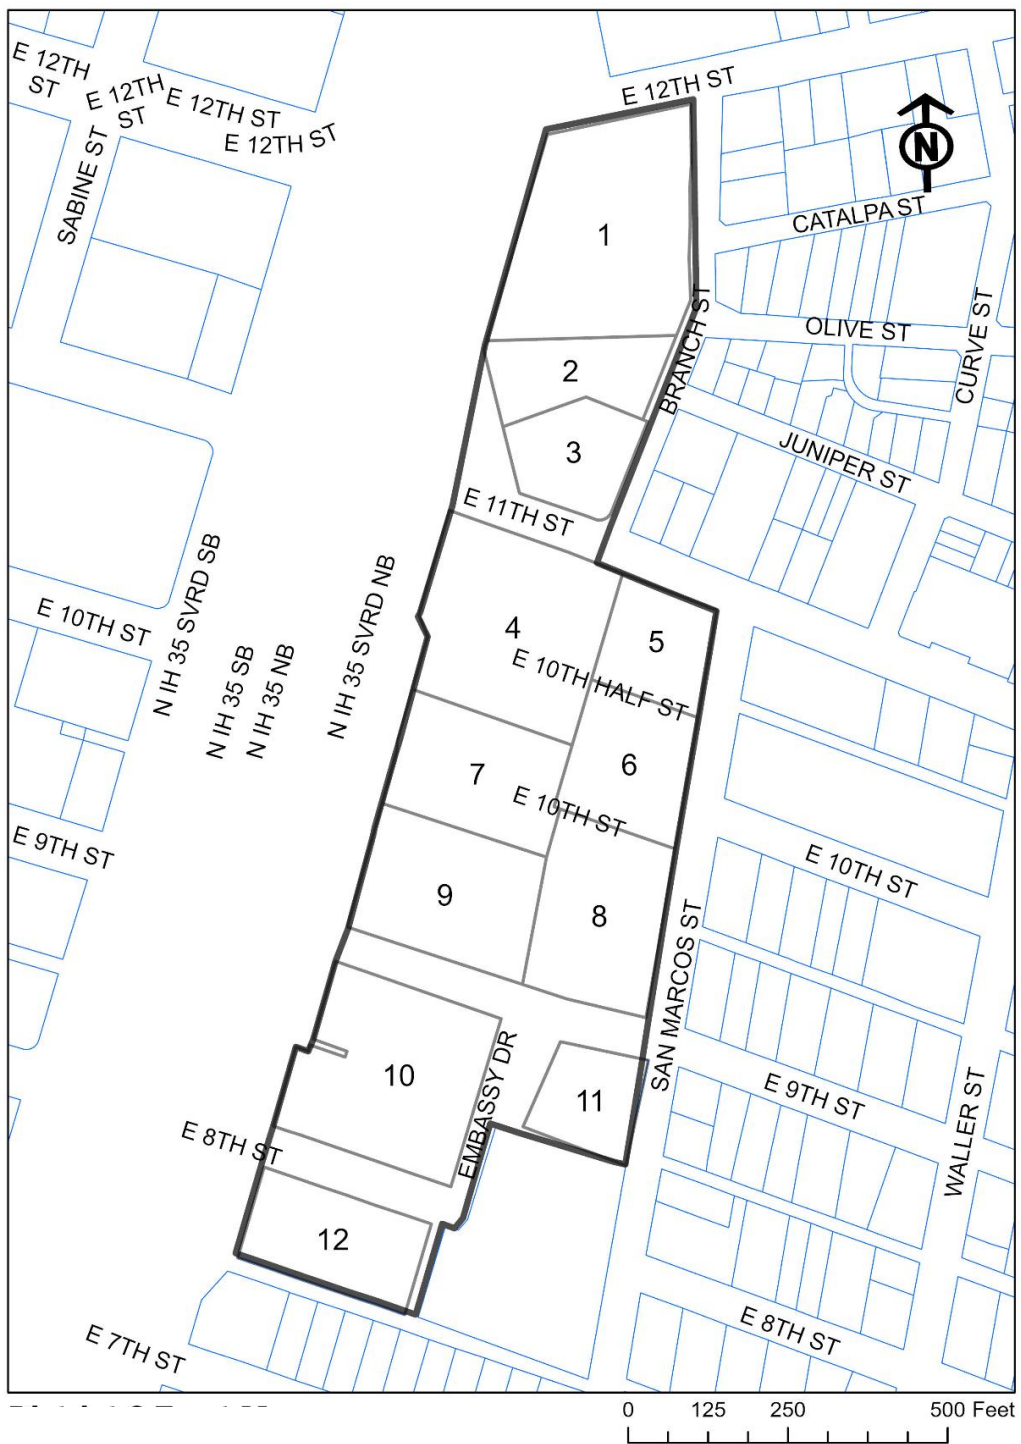 E 12TH
ST
E 12TH
ST
E 12TH ST
E 12TH ST
E 12TH ST
SABINE ST
N
CATALPA ST
1
BRANCH ST
OLIVE ST
CURVE ST
2
3
JUNIPER ST
E 11TH ST
N IH 35 SVRD SB
N IH 35 SB
N IH 35 NB
N IH 35 SVRD NB
E 10TH ST
4
5
E 10TH HALF ST
6
7
E 10TH ST
E 9TH ST
E 10TH ST
9
8
SAN MARCOS ST
10
EMBASSY DR
11
E 9TH ST
WALLER ST
E 8TH ST
12
E 8TH ST
E 7TH ST
0 125 250 500 Feet